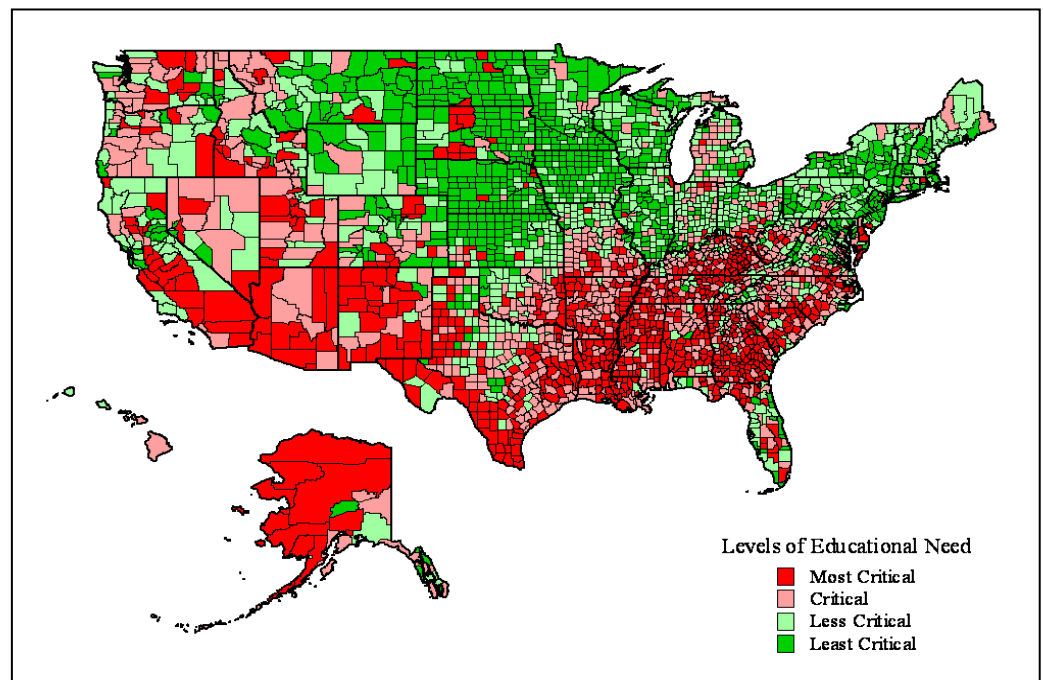 Levels of Educational Need
Most Critical
Critical
Less Critical
Least Critical